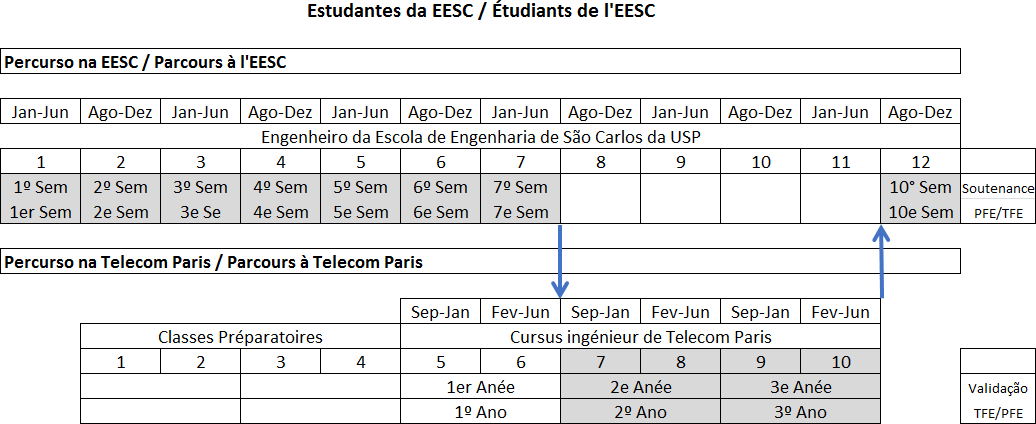 Estudantes da EESC / Étudiants de l'EESC
Percurso na EESC / Parcours à l'EESC
Jan-Jun Ago-Dez Jan-Jun Ago-Dez Jan-Jun Ago-Dez Jan-Jun Ago-Dez Jan-Jun Ago-Dez Jan-Jun Ago-Dez
Engenheiro da Escola de Engenharia de São Carlos da USP
1 2 3 4 5 6 7 8 9 10 11 12
1º Sem 2º Sem 3º Sem 4º Sem 5º Sem 6º Sem 7º Sem 10° Sem Soutenance
1er Sem 2e Sem 3e Se 4e Sem 5e Sem 6e Sem 7e Sem 10e Sem PFE/TFE
Percurso na Telecom Paris / Parcours à Telecom Paris
Sep-Jan Fev-Jun Sep-Jan Fev-Jun Sep-Jan Fev-Jun
Classes Préparatoires Cursus ingénieur de Telecom Paris
1 2 3 4 5 6 7 8 9 10
1er Anée 2e Anée 3e Anée Validação
1º Ano 2º Ano 3º Ano TFE/PFE